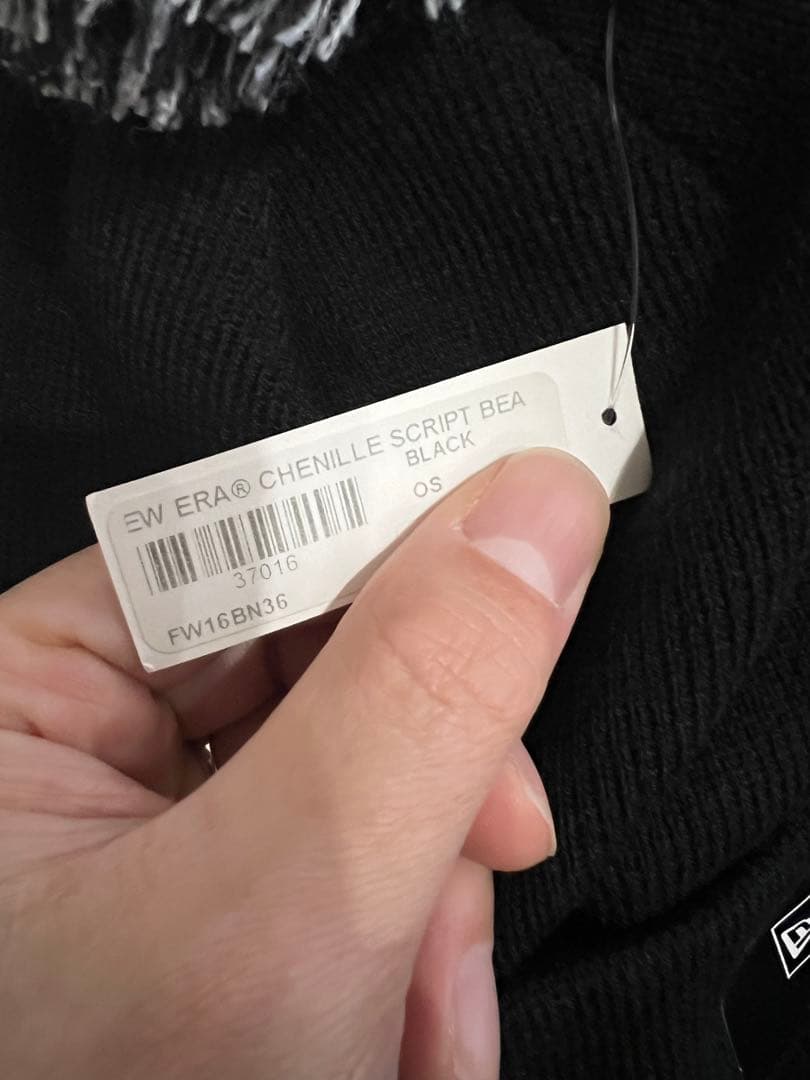 EW ERA® CHENILLE SCRIPT BEA
BLACK
OS
37016
FW16BN36